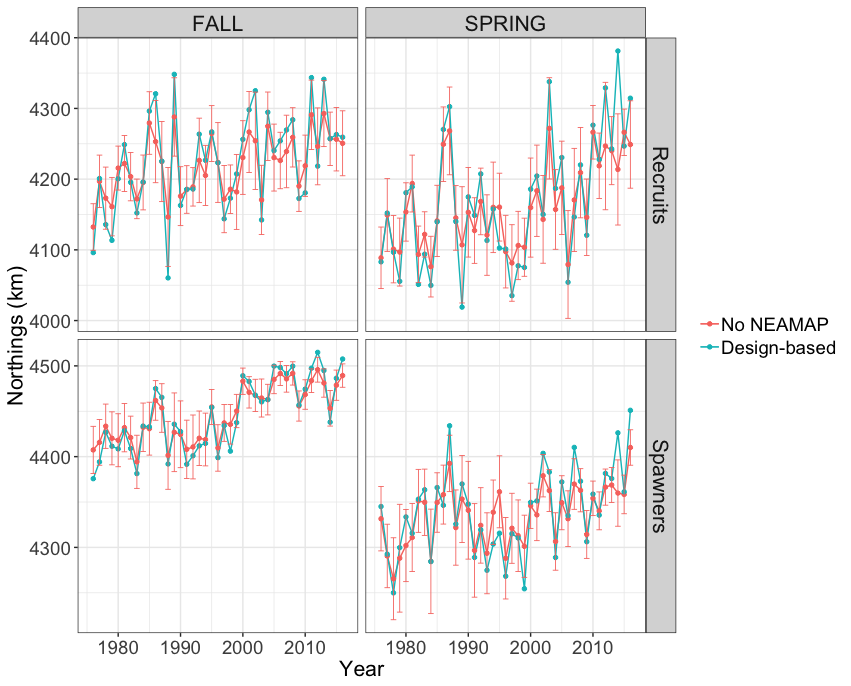 FALL SPRING
4400
4300
4200
4100
4000
Recruits
Northings (km)
No NEAMAP
Design-based
4500
4400
4300
Spawners
1980 1990 2000 2010 1980 1990 2000 2010
Year